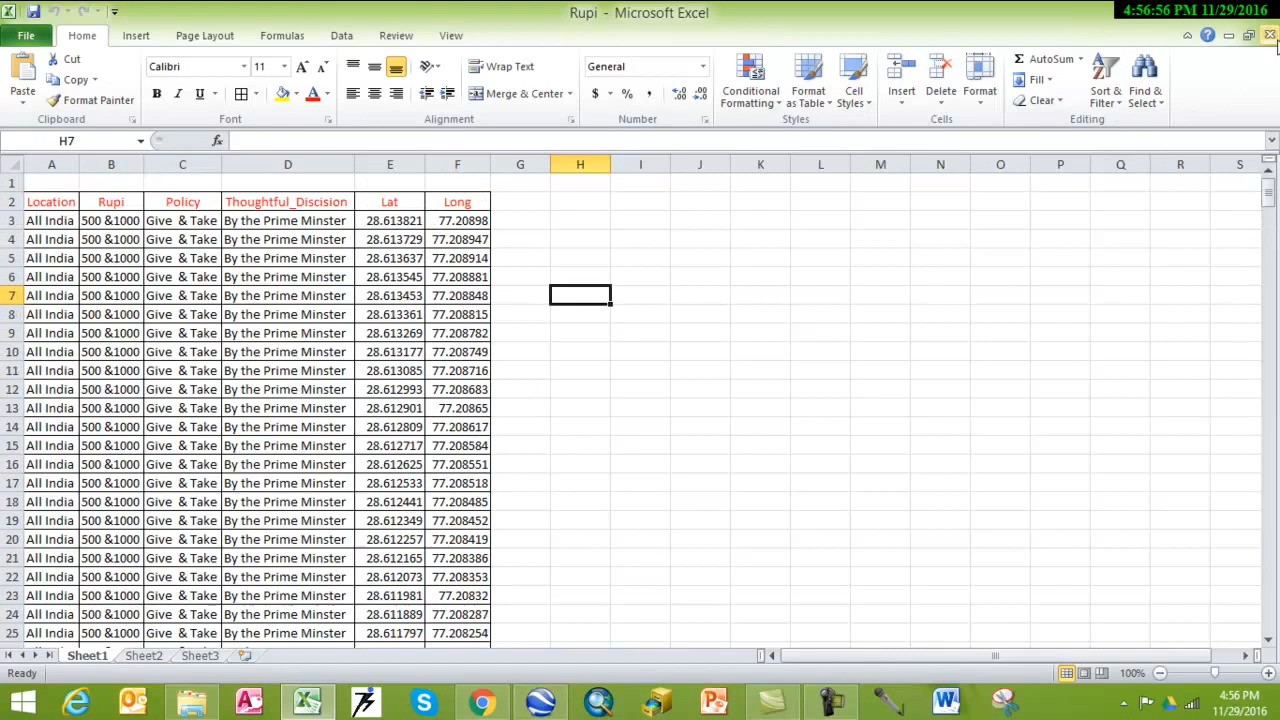 Rupi - Microsoft Excel
4:56:56 PM 11/29/2016
File Home Insert Page Layout Formulas Data Review View
Paste
Cut
Copy
Format Painter
Calibri 11
B I U
A A
Wrap Text
Merge & Center
General
$ % ,
Conditional Formatting
Format as Table
Cell Styles
Insert Delete Format
Σ AutoSum
Fill
Clear
Sort & Filter
Find & Select
Clipboard Font Alignment Number Styles Cells Editing
H7 fx
A B C D E F G H I J K L M N O P Q R S
1
2 Location Rupi Policy Thoughtful_Discision Lat Long
3 All India 500 &1000 Give & Take By the Prime Minster 28.613821 77.20898
4 All India 500 &1000 Give & Take By the Prime Minster 28.613729 77.208947
5 All India 500 &1000 Give & Take By the Prime Minster 28.613637 77.208914
6 All India 500 &1000 Give & Take By the Prime Minster 28.613545 77.208881
7 All India 500 &1000 Give & Take By the Prime Minster 28.613453 77.208848
8 All India 500 &1000 Give & Take By the Prime Minster 28.613361 77.208815
9 All India 500 &1000 Give & Take By the Prime Minster 28.613269 77.208782
10 All India 500 &1000 Give & Take By the Prime Minster 28.613177 77.208749
11 All India 500 &1000 Give & Take By the Prime Minster 28.613085 77.208716
12 All India 500 &1000 Give & Take By the Prime Minster 28.612993 77.208683
13 All India 500 &1000 Give & Take By the Prime Minster 28.612901 77.20865
14 All India 500 &1000 Give & Take By the Prime Minster 28.612809 77.208617
15 All India 500 &1000 Give & Take By the Prime Minster 28.612717 77.208584
16 All India 500 &1000 Give & Take By the Prime Minster 28.612625 77.208551
17 All India 500 &1000 Give & Take By the Prime Minster 28.612533 77.208518
18 All India 500 &1000 Give & Take By the Prime Minster 28.612441 77.208485
19 All India 500 &1000 Give & Take By the Prime Minster 28.612349 77.208452
20 All India 500 &1000 Give & Take By the Prime Minster 28.612257 77.208419
21 All India 500 &1000 Give & Take By the Prime Minster 28.612165 77.208386
22 All India 500 &1000 Give & Take By the Prime Minster 28.612073 77.208353
23 All India 500 &1000 Give & Take By the Prime Minster 28.611981 77.20832
24 All India 500 &1000 Give & Take By the Prime Minster 28.611889 77.208287
25 All India 500 &1000 Give & Take By the Prime Minster 28.611797 77.208254
Sheet1 Sheet2 Sheet3
Ready 100%
4:56 PM
11/29/2016